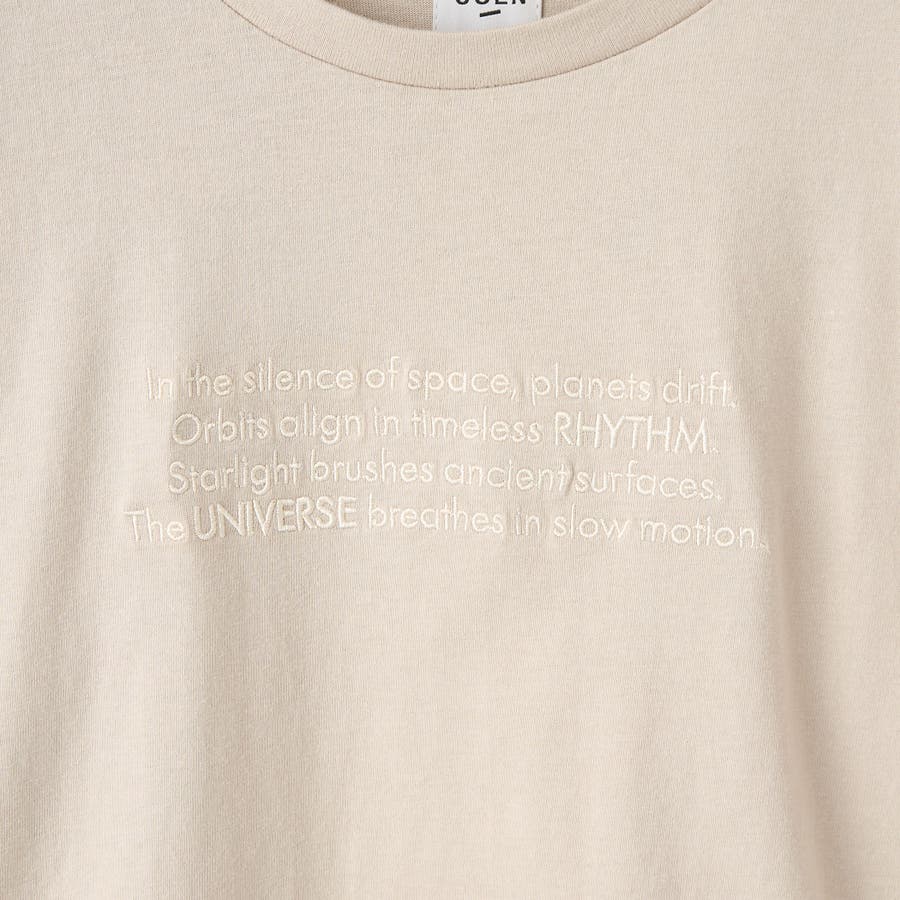 In the silence of space, planets drift.
Orbits align in timeless RHYTHM.
Starlight brushes ancient surfaces.
The UNIVERSE breathes in slow motion.